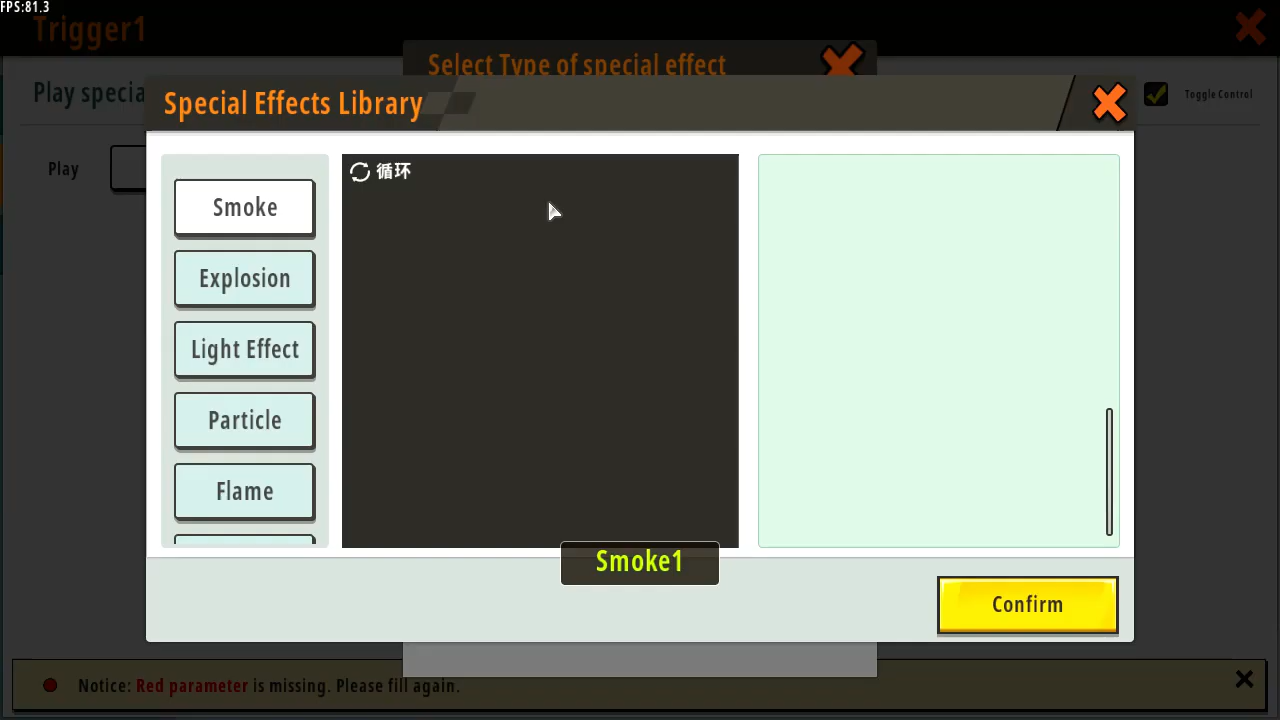 FPS:81.3
Trigger1
Select Type of special effect
Play specia
Special Effects Library
Toggle Control
Play
循环
Smoke
Explosion
Light Effect
Particle
Flame
Smoke1
Confirm
Notice: Red parameter is missing. Please fill again.